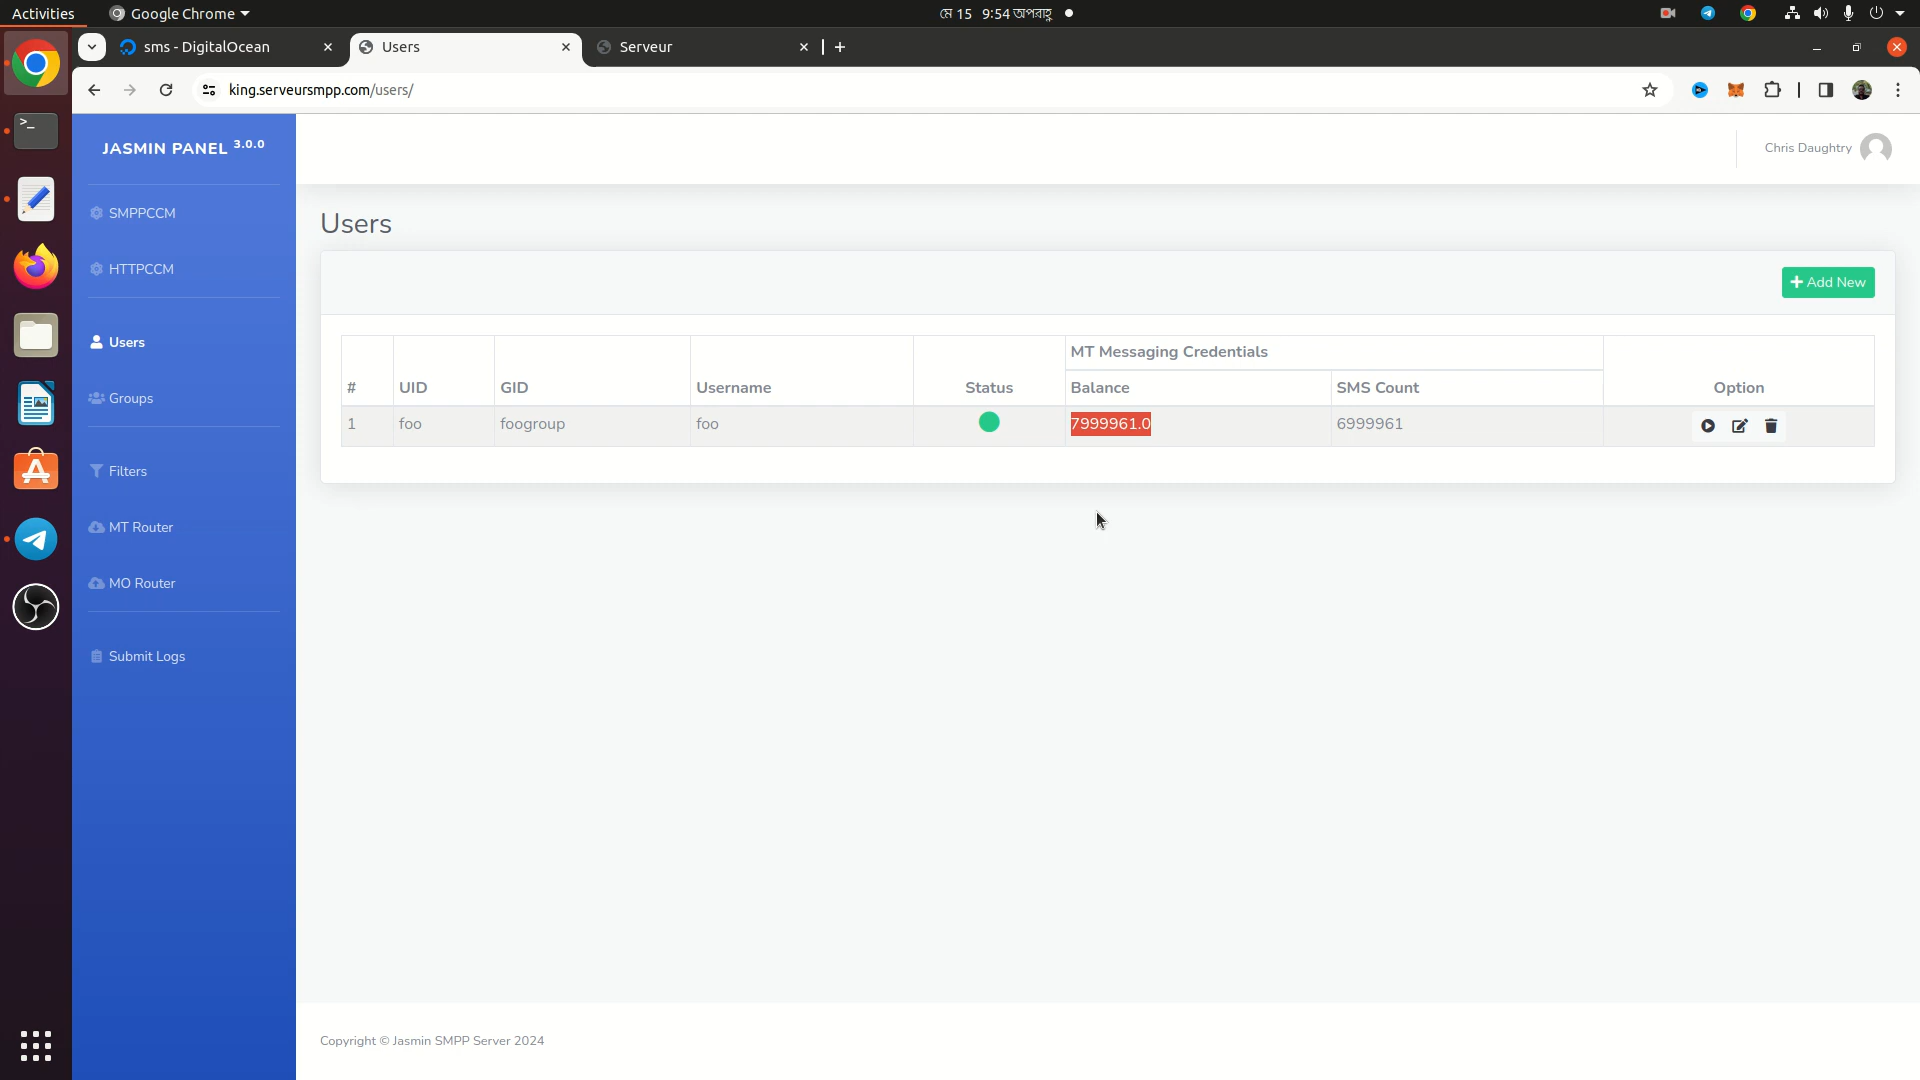 Activities
Google Chrome
মে 15 9:54 অপরাহ্ণ
sms - DigitalOcean
Users
Serveur
king.serveursmpp.com/users/
JASMIN PANEL 3.0.0
Chris Daughtry
SMPPCCM
HTTPCCM
Users
Groups
Filters
MT Router
MO Router
Submit Logs
Users
Add New
MT Messaging Credentials
# UID GID Username Status Balance SMS Count Option
1 foo foogroup foo 7999961.0 6999961
Copyright © Jasmin SMPP Server 2024